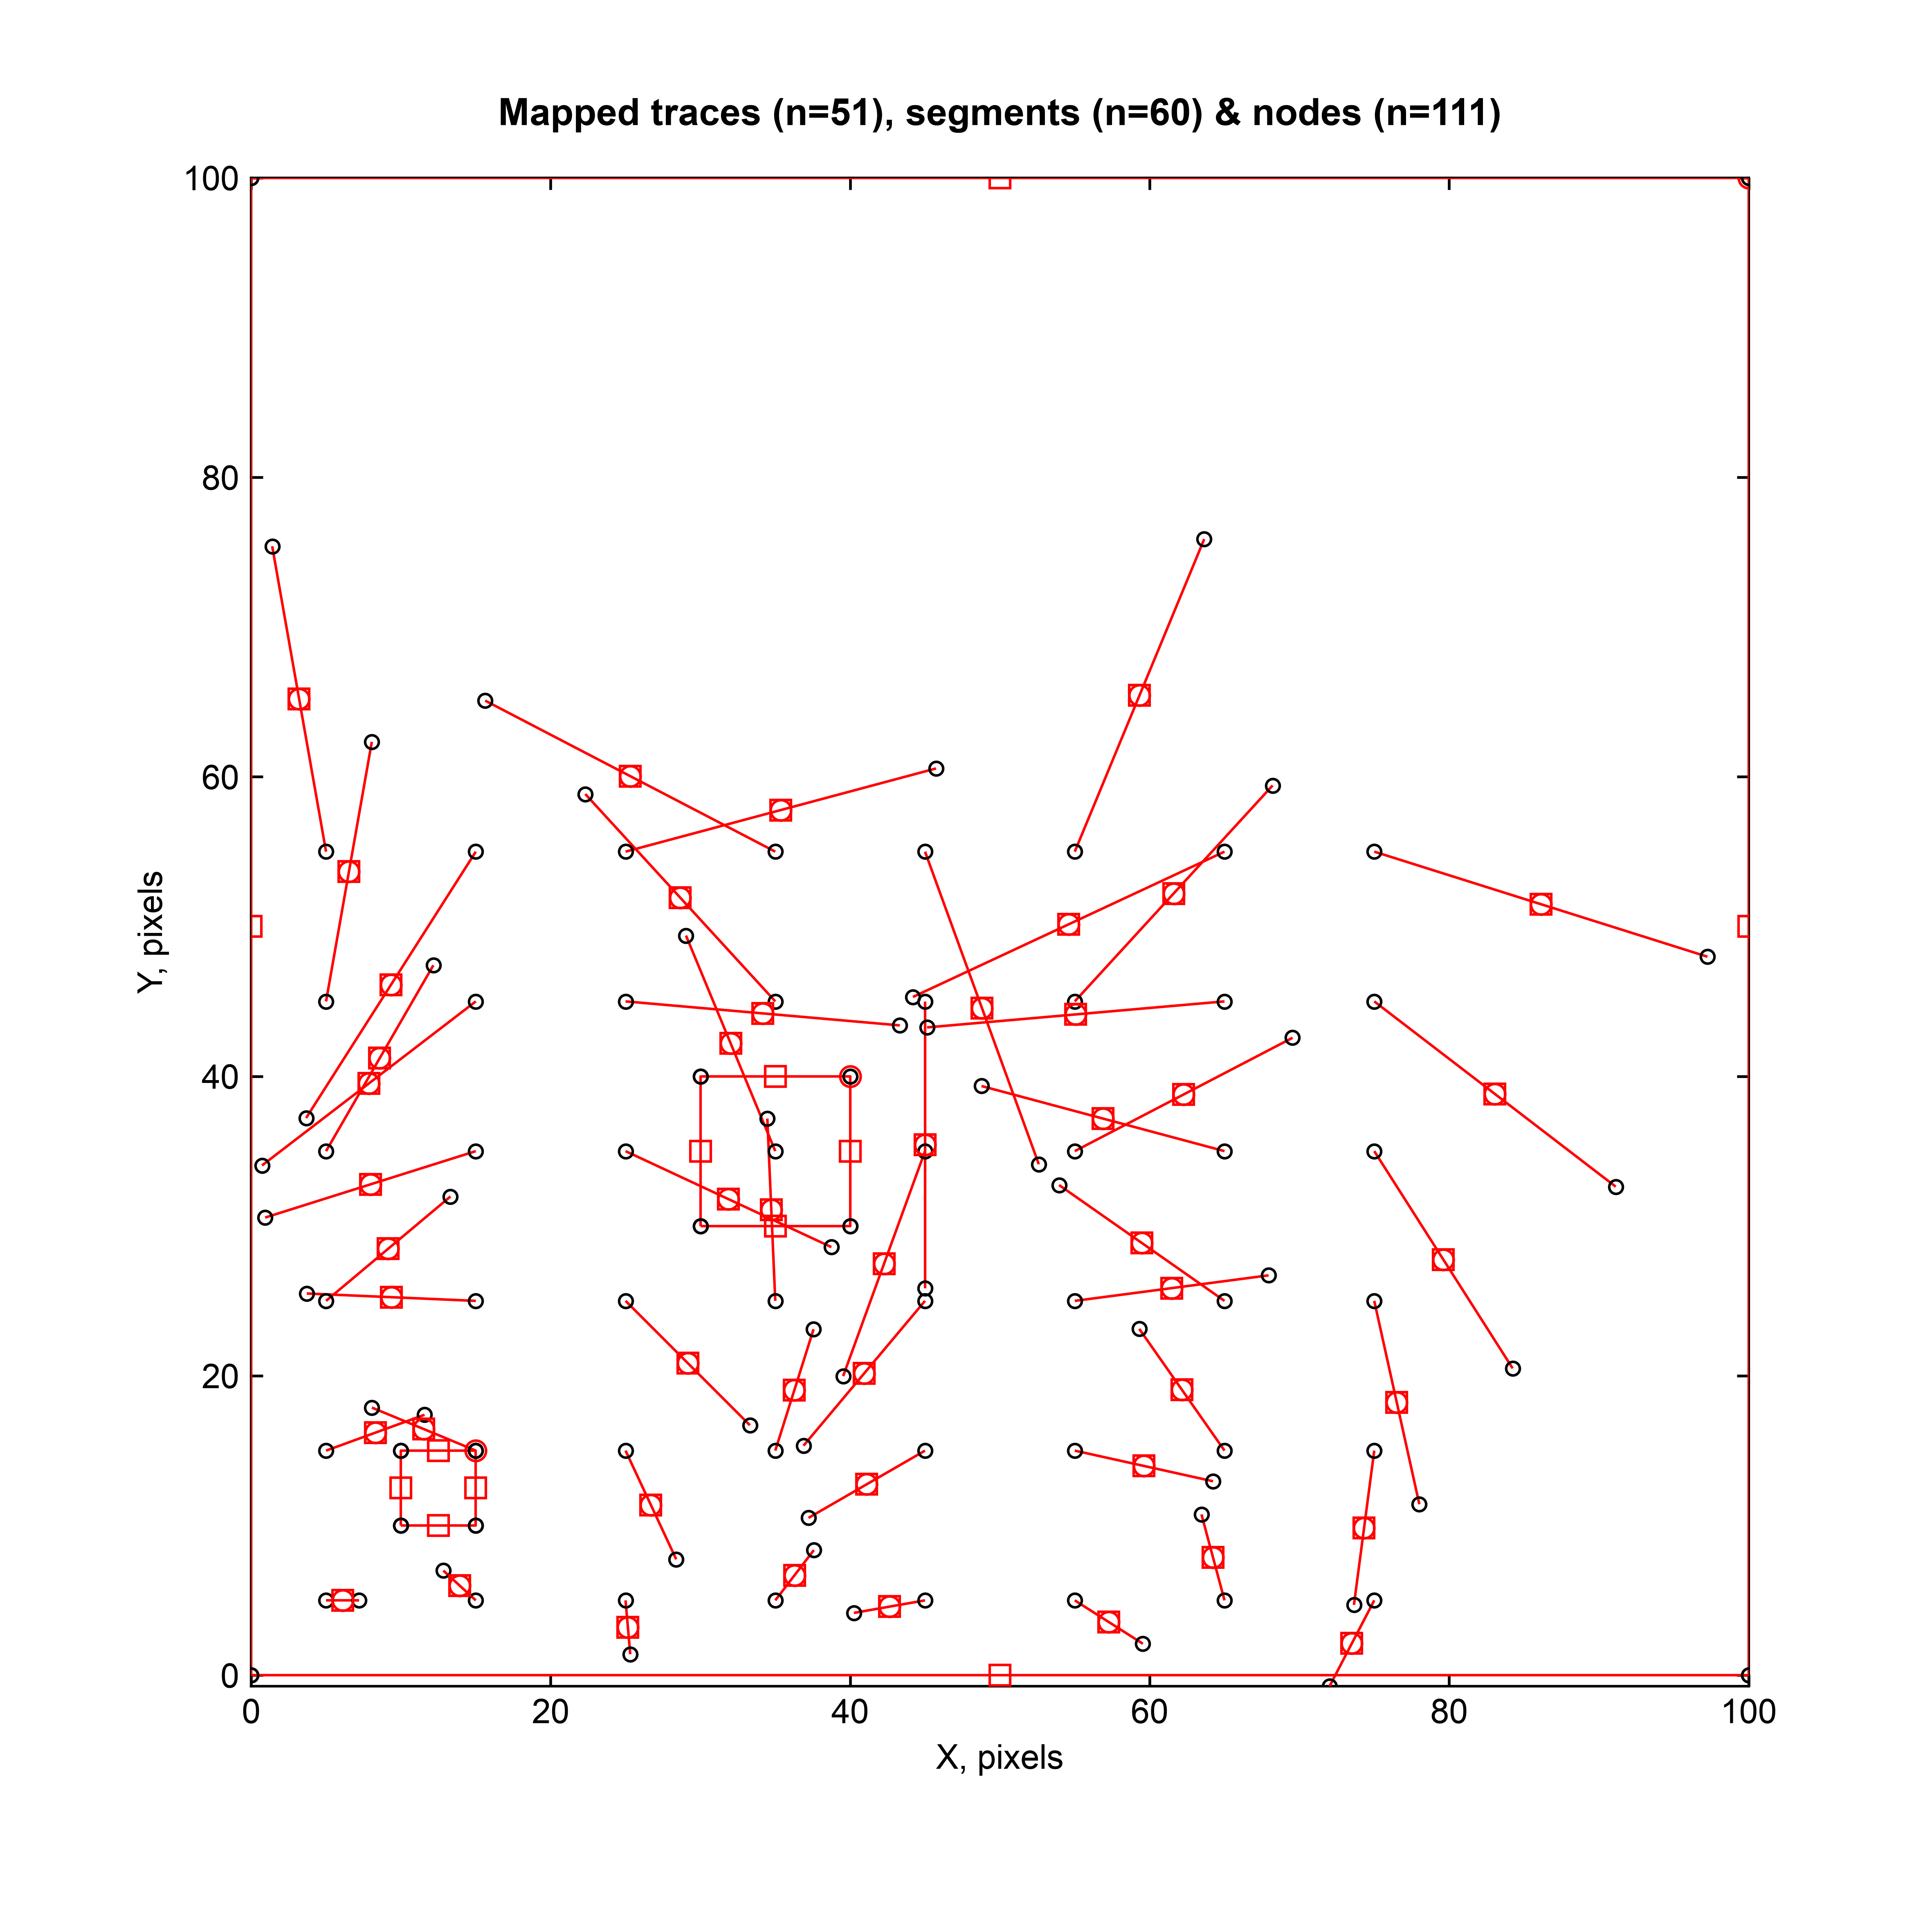 Mapped traces (n=51), segments (n=60) & nodes (n=111)
100
80
60
40
20
0
Y, pixels
0 20 40 60 80 100
X, pixels